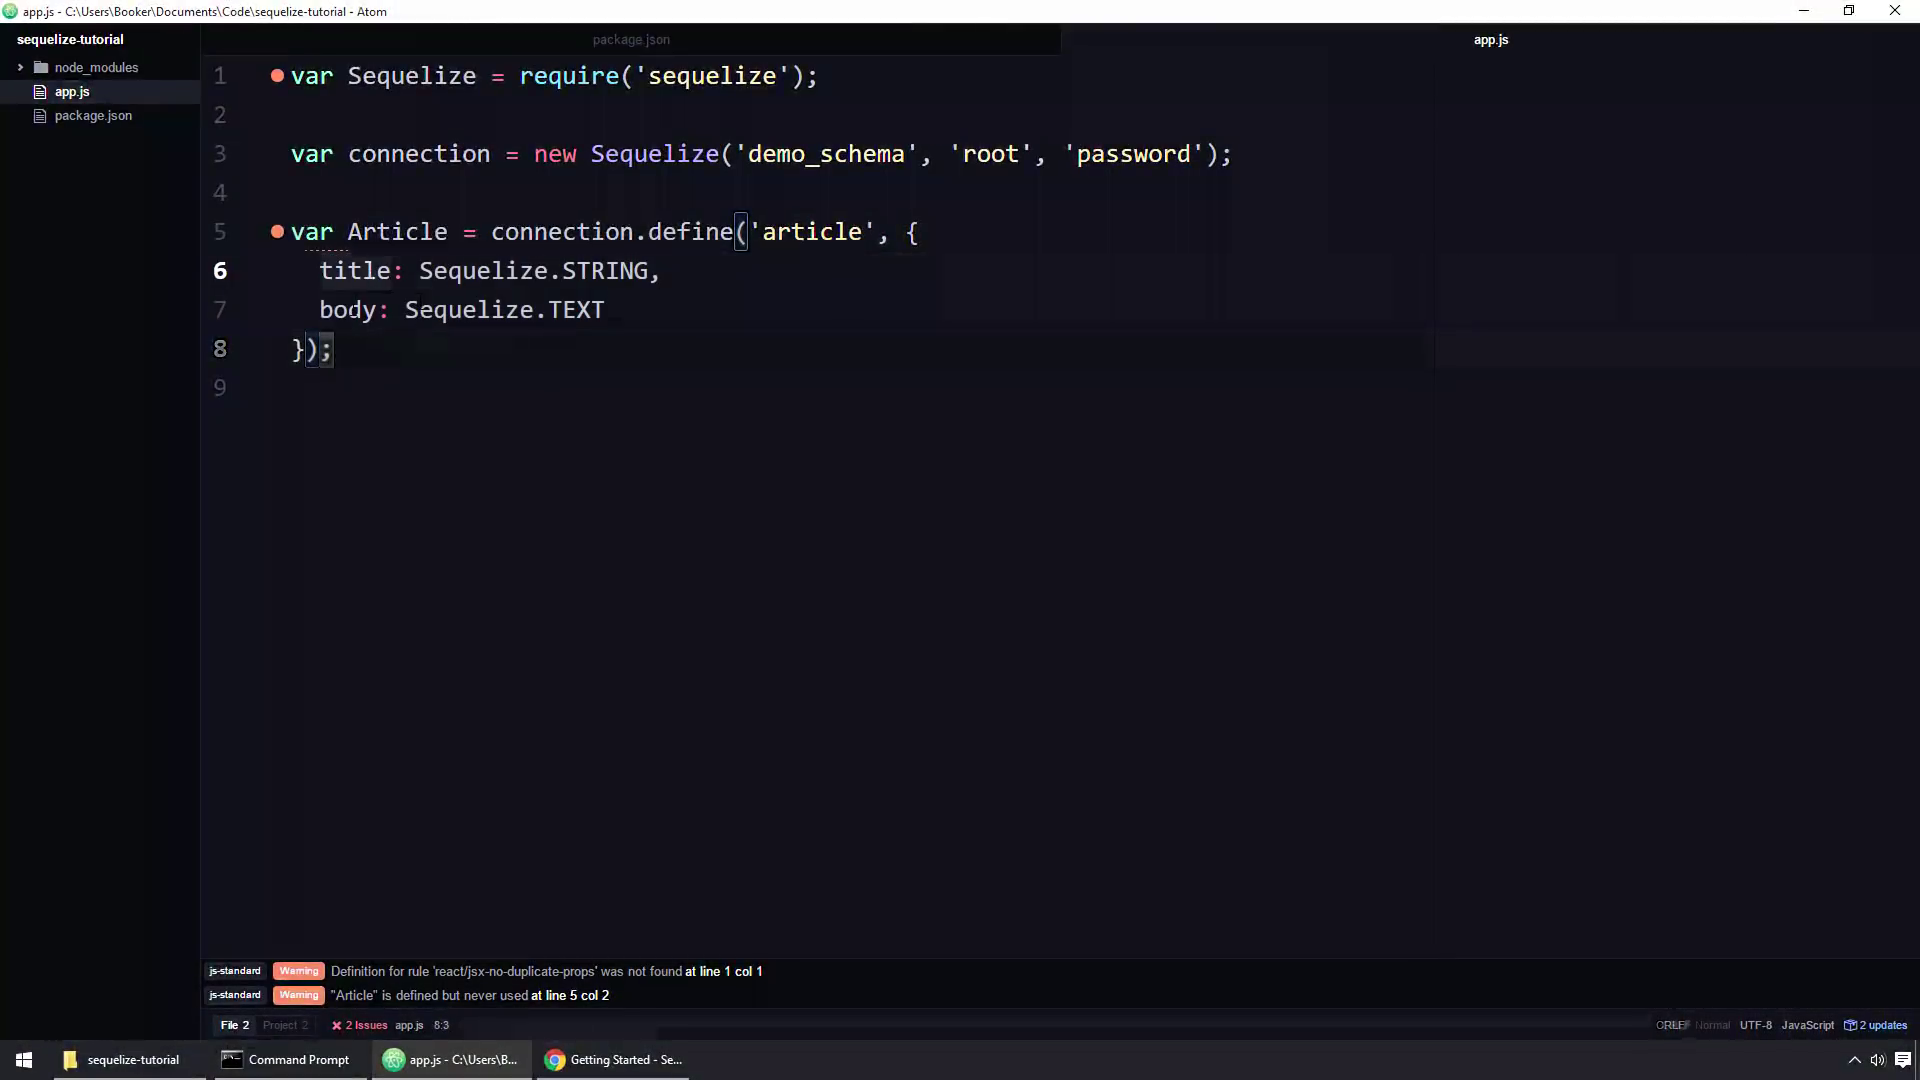 app.js - C:\Users\Booker\Documents\Code\sequelize-tutorial - Atom
sequelize-tutorial
node_modules
app.js
package.json
package.json
app.js
1 var Sequelize = require('sequelize');
2
3 var connection = new Sequelize('demo_schema', 'root', 'password');
4
5 var Article = connection.define('article', {
6 title: Sequelize.STRING,
7 body: Sequelize.TEXT
8 });
9
js-standard Warning Definition for rule 'react/jsx-no-duplicate-props' was not found at line 1 col 1
js-standard Warning "Article" is defined but never used at line 5 col 2
File 2 Project 2 2 Issues app.js 8:3 CRLF Normal UTF-8 JavaScript 2 updates
sequelize-tutorial Command Prompt app.js - C:\Users\B... Getting Started - Se...